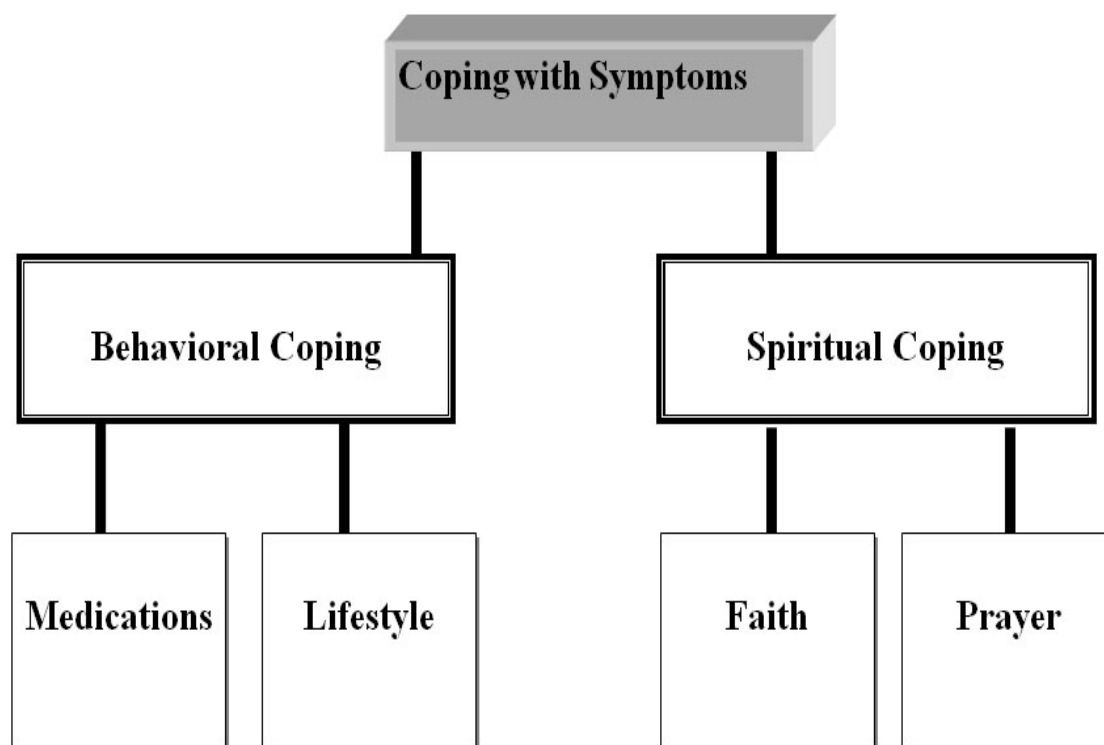 Coping with Symptoms
Behavioral Coping
Spiritual Coping
Medications
Lifestyle
Faith
Prayer